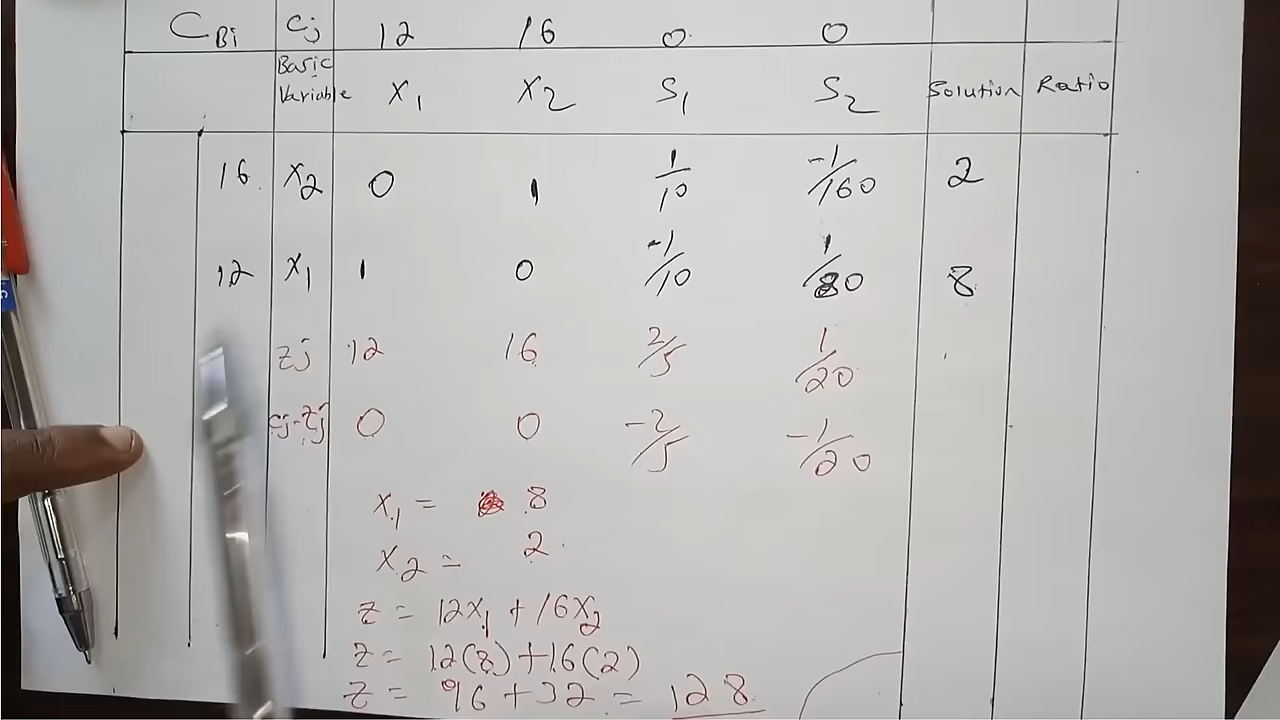 CBi Cj 12 16 0 0
Basic Variable X1 X2 S1 S2 Solution Ratio
16 X2 0 1 1/10 -1/160 2
12 X1 1 0 -1/10 1/80 8
Zj 12 16 2/5 1/20
Cj-Zj 0 0 -2/5 -1/20
X1 = 8
X2 = 2
Z = 12X1 + 16X2
Z = 12(8) + 16(2)
Z = 96 + 32 = 128